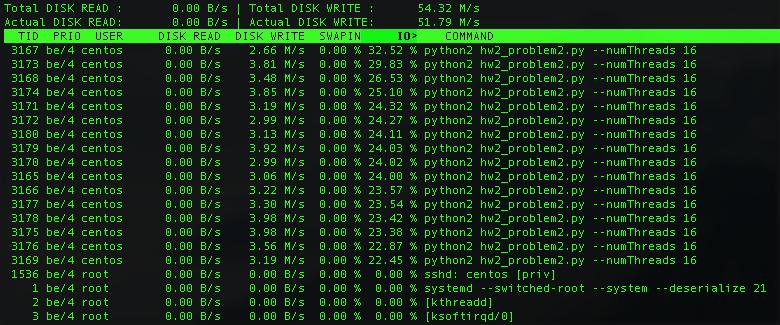 Total DISK READ :       0.00 B/s | Total DISK WRITE :      54.32 M/s
Actual DISK READ:       0.00 B/s | Actual DISK WRITE:      51.79 M/s
TID  PRIO  USER     DISK READ  DISK WRITE  SWAPIN     IO>    COMMAND
3167 be/4 centos      0.00 B/s    2.66 M/s  0.00 % 32.52 % python2 hw2_problem2.py --numThreads 16
3173 be/4 centos      0.00 B/s    3.81 M/s  0.00 % 29.83 % python2 hw2_problem2.py --numThreads 16
3168 be/4 centos      0.00 B/s    3.48 M/s  0.00 % 26.53 % python2 hw2_problem2.py --numThreads 16
3174 be/4 centos      0.00 B/s    3.85 M/s  0.00 % 25.10 % python2 hw2_problem2.py --numThreads 16
3171 be/4 centos      0.00 B/s    3.19 M/s  0.00 % 24.32 % python2 hw2_problem2.py --numThreads 16
3172 be/4 centos      0.00 B/s    2.99 M/s  0.00 % 24.27 % python2 hw2_problem2.py --numThreads 16
3180 be/4 centos      0.00 B/s    3.13 M/s  0.00 % 24.11 % python2 hw2_problem2.py --numThreads 16
3179 be/4 centos      0.00 B/s    3.92 M/s  0.00 % 24.03 % python2 hw2_problem2.py --numThreads 16
3170 be/4 centos      0.00 B/s    2.99 M/s  0.00 % 24.02 % python2 hw2_problem2.py --numThreads 16
3165 be/4 centos      0.00 B/s    3.06 M/s  0.00 % 24.00 % python2 hw2_problem2.py --numThreads 16
3166 be/4 centos      0.00 B/s    3.22 M/s  0.00 % 23.57 % python2 hw2_problem2.py --numThreads 16
3177 be/4 centos      0.00 B/s    3.30 M/s  0.00 % 23.54 % python2 hw2_problem2.py --numThreads 16
3178 be/4 centos      0.00 B/s    3.98 M/s  0.00 % 23.42 % python2 hw2_problem2.py --numThreads 16
3175 be/4 centos      0.00 B/s    3.98 M/s  0.00 % 23.38 % python2 hw2_problem2.py --numThreads 16
3176 be/4 centos      0.00 B/s    3.56 M/s  0.00 % 22.87 % python2 hw2_problem2.py --numThreads 16
3169 be/4 centos      0.00 B/s    3.19 M/s  0.00 % 22.45 % python2 hw2_problem2.py --numThreads 16
1536 be/4 root        0.00 B/s    0.00 B/s  0.00 %  0.00 % sshd: centos [priv]
1 be/4 root        0.00 B/s    0.00 B/s  0.00 %  0.00 % systemd --switched-root --system --deserialize 21
2 be/4 root        0.00 B/s    0.00 B/s  0.00 %  0.00 % [kthreadd]
3 be/4 root        0.00 B/s    0.00 B/s  0.00 %  0.00 % [ksoftirqd/0]